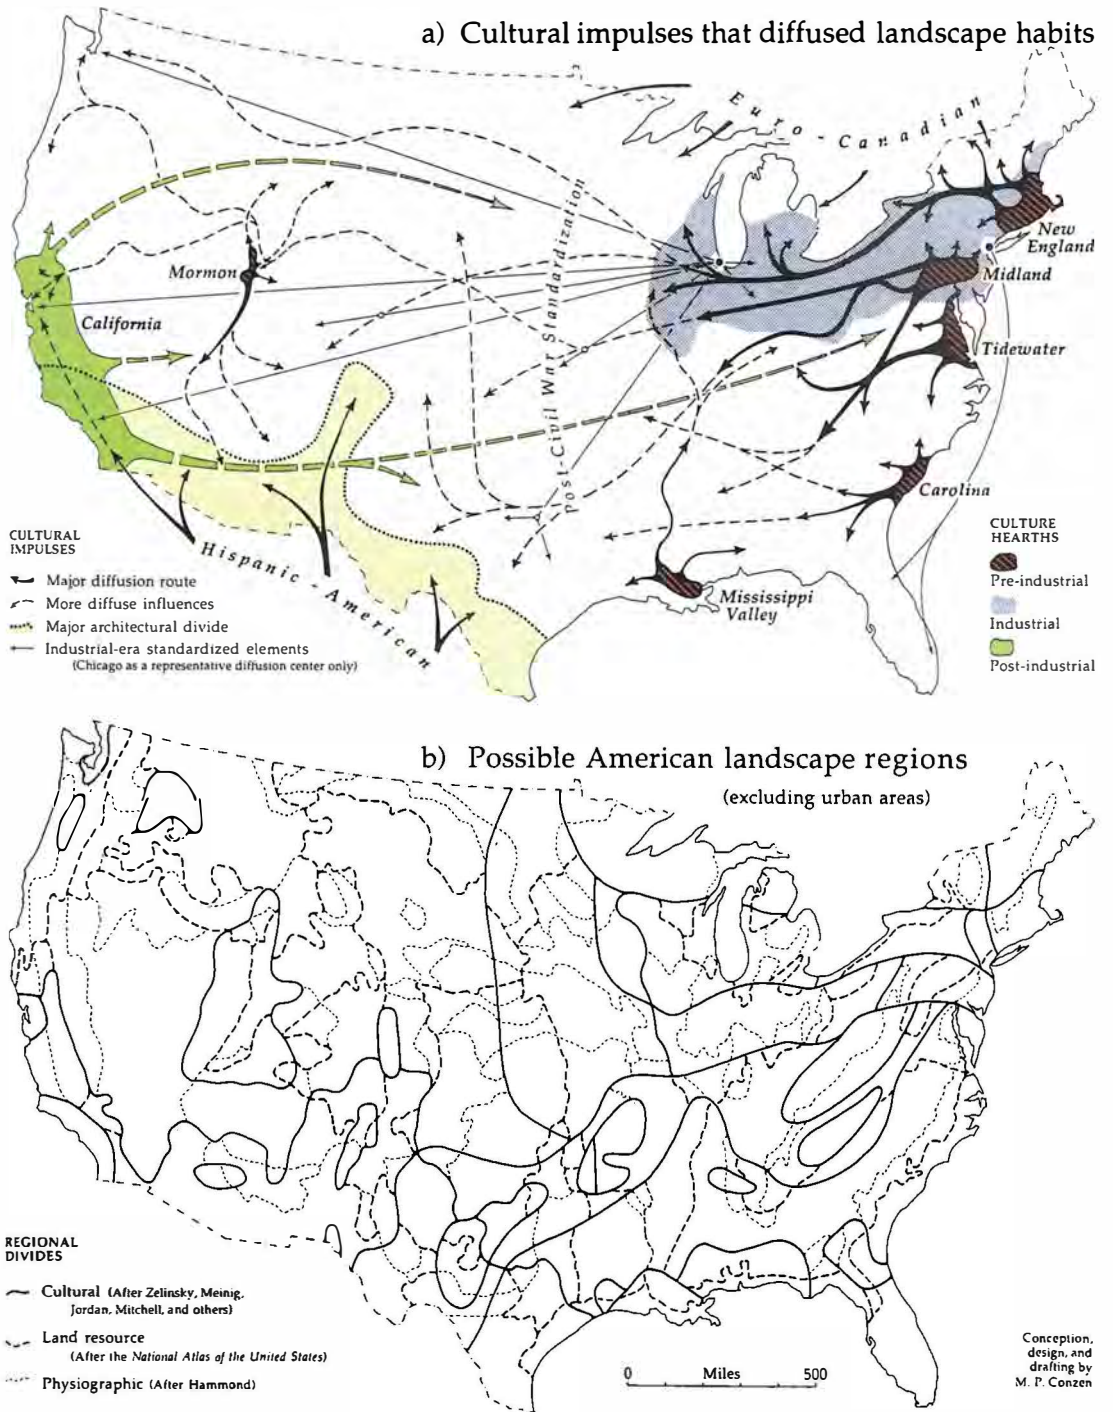 a) Cultural impulses that diffused landscape habits
Euro-Canadian
New
England
Midland
Tidewater
Carolina
Mississippi
Valley
Mormon
California
Post-Civil War Standardization
Hispanic-American
CULTURAL
IMPULSES
Major diffusion route
More diffuse influences
Major architectural divide
Industrial-era standardized elements
(Chicago as a representative diffusion center only)
CULTURE
HEARTHS
Pre-industrial
Industrial
Post-industrial
b) Possible American landscape regions
(excluding urban areas)
REGIONAL
DIVIDES
Cultural (After Zelinsky, Meinig,
Jordan, Mitchell, and others)
Land resource
(After the National Atlas of the United States)
Physiographic (After Hammond)
0 Miles 500
Conception,
design, and
drafting by
M. P. Conzen